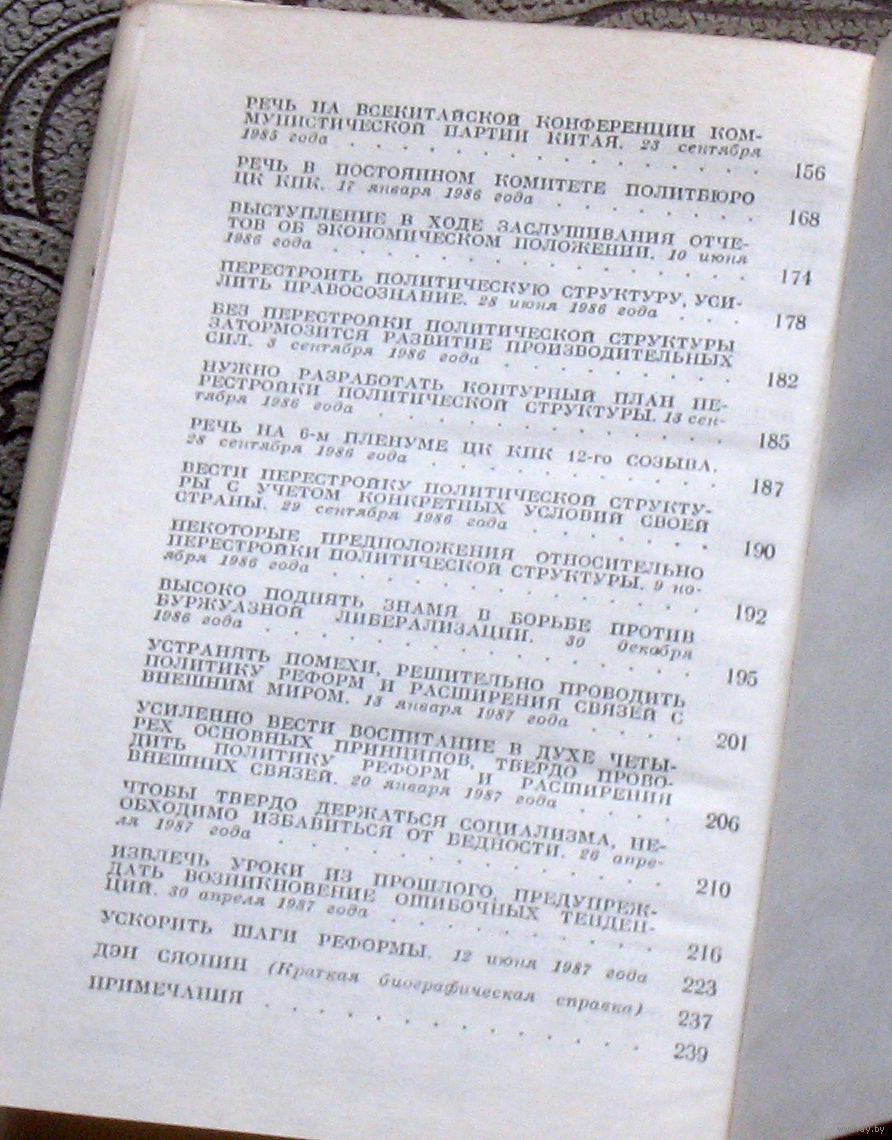 РЕЧЬ НА ВСЕКИТАЙСКОЙ КОНФЕРЕНЦИИ КОМ-
МУНИСТИЧЕСКОЙ ПАРТИИ КИТАЯ. 23 сентября
1985 года . . . . . . . . . . . . 156
РЕЧЬ В ПОСТОЯННОМ КОМИТЕТЕ ПОЛИТБЮРО
ЦК КПК. 17 января 1986 года . . . . . . . 168
ВЫСТУПЛЕНИЕ В ХОДЕ ЗАСЛУШИВАНИЯ ОТЧЕ-
ТОВ ОБ ЭКОНОМИЧЕСКОМ ПОЛОЖЕНИИ. 10 июня
1986 года . . . . . . . . . . . . 174
ПЕРЕСТРОИТЬ ПОЛИТИЧЕСКУЮ СТРУКТУРУ, УСИ-
ЛИТЬ ПРАВОСОЗНАНИЕ. 28 июня 1986 года . . . 178
БЕЗ ПЕРЕСТРОЙКИ ПОЛИТИЧЕСКОЙ СТРУКТУРЫ
ЗАТОРМОЗИТСЯ РАЗВИТИЕ ПРОИЗВОДИТЕЛЬНЫХ
СИЛ. 3 сентября 1986 года . . . . . . . . 182
НУЖНО РАЗРАБОТАТЬ КОНТУРНЫЙ ПЛАН ПЕ-
РЕСТРОЙКИ ПОЛИТИЧЕСКОЙ СТРУКТУРЫ. 13 сен-
тября 1986 года . . . . . . . . . . . 185
РЕЧЬ НА 6-м ПЛЕНУМЕ ЦК КПК 12-го СОЗЫВА.
28 сентября 1986 года . . . . . . . . . 187
ВЕСТИ ПЕРЕСТРОЙКУ ПОЛИТИЧЕСКОЙ СТРУКТУ-
РЫ С УЧЕТОМ КОНКРЕТНЫХ УСЛОВИЙ СВОЕЙ
СТРАНЫ. 29 сентября 1986 года . . . . . . 190
НЕКОТОРЫЕ ПРЕДПОЛОЖЕНИЯ ОТНОСИТЕЛЬНО
ПЕРЕСТРОЙКИ ПОЛИТИЧЕСКОЙ СТРУКТУРЫ. 9 но-
ября 1986 года . . . . . . . . . . . 192
ВЫСОКО ПОДНЯТЬ ЗНАМЯ В БОРЬБЕ ПРОТИВ
БУРЖУАЗНОЙ ЛИБЕРАЛИЗАЦИИ. 30 декабря
1986 года . . . . . . . . . . . . 195
УСТРАНЯТЬ ПОМЕХИ, РЕШИТЕЛЬНО ПРОВОДИТЬ
ПОЛИТИКУ РЕФОРМ И РАСШИРЕНИЯ СВЯЗЕЙ С
ВНЕШНИМ МИРОМ. 13 января 1987 года . . . . 201
УСИЛЕННО ВЕСТИ ВОСПИТАНИЕ В ДУХЕ ЧЕТЫ-
РЕХ ОСНОВНЫХ ПРИНЦИПОВ, ТВЕРДО ПРОВО-
ДИТЬ ПОЛИТИКУ РЕФОРМ И РАСШИРЕНИЯ
ВНЕШНИХ СВЯЗЕЙ. 20 января 1987 года . . . . 206
ЧТОБЫ ТВЕРДО ДЕРЖАТЬСЯ СОЦИАЛИЗМА, НЕ-
ОБХОДИМО ИЗБАВИТЬСЯ ОТ БЕДНОСТИ. 26 апре-
ля 1987 года . . . . . . . . . . . . 210
ИЗВЛЕЧЬ УРОКИ ИЗ ПРОШЛОГО, ПРЕДУПРЕЖ-
ДАТЬ ВОЗНИКНОВЕНИЕ ОШИБОЧНЫХ ТЕНДЕН-
ЦИЙ. 30 апреля 1987 года . . . . . . . . 216
УСКОРИТЬ ШАГИ РЕФОРМЫ. 12 июня 1987 года 223
ДЭН СЯОПИН (Краткая биографическая справка) 237
ПРИМЕЧАНИЯ . . . . . . . . . . . 239